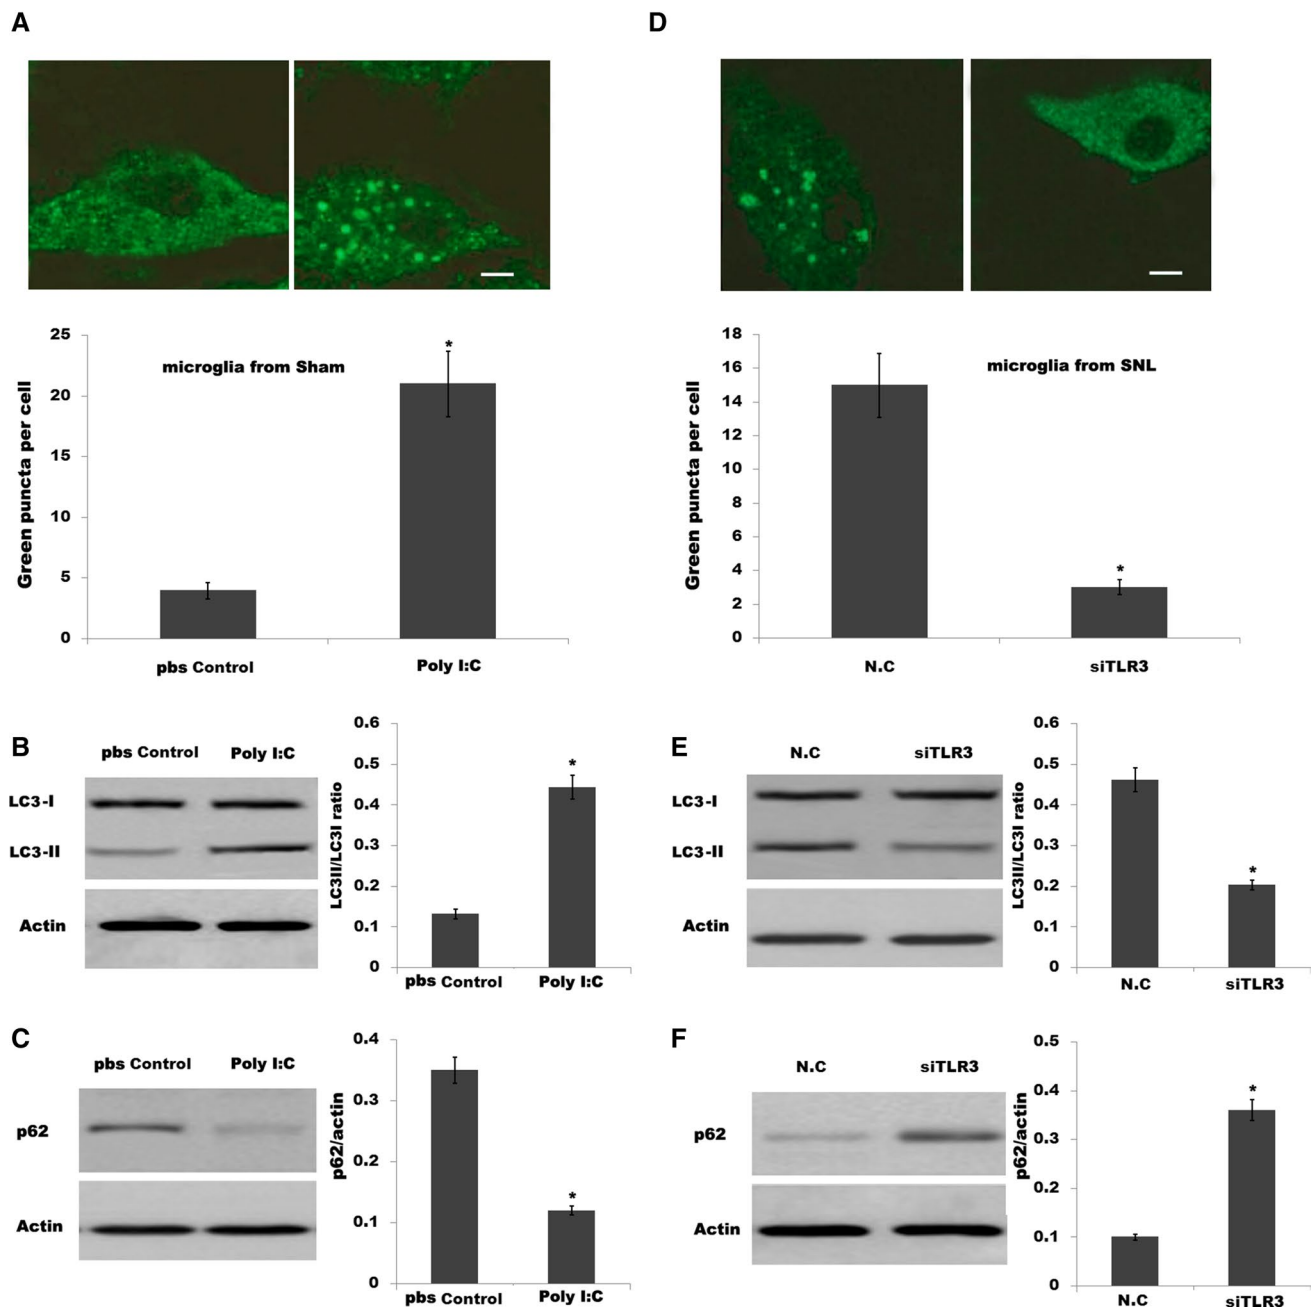 A
25
20
15
10
5
0
Green puncta per cell
microglia from Sham
*
pbs Control Poly I:C
B
pbs Control Poly I:C
LC3-I
LC3-II
Actin
0.6
0.5
0.4
0.3
0.2
0.1
0
LC3II/LC3I ratio
*
pbs Control Poly I:C
C
pbs Control Poly I:C
p62
Actin
0.4
0.3
0.2
0.1
0
p62/actin
*
pbs Control Poly I:C
D
18
16
14
12
10
8
6
4
2
0
Green puncta per cell
microglia from SNL
*
N.C siTLR3
E
N.C siTLR3
LC3-I
LC3-II
Actin
0.6
0.5
0.4
0.3
0.2
0.1
0
LC3II/LC3I ratio
*
N.C siTLR3
F
N.C siTLR3
p62
Actin
0.5
0.4
0.3
0.2
0.1
0
p62/actin
*
N.C siTLR3